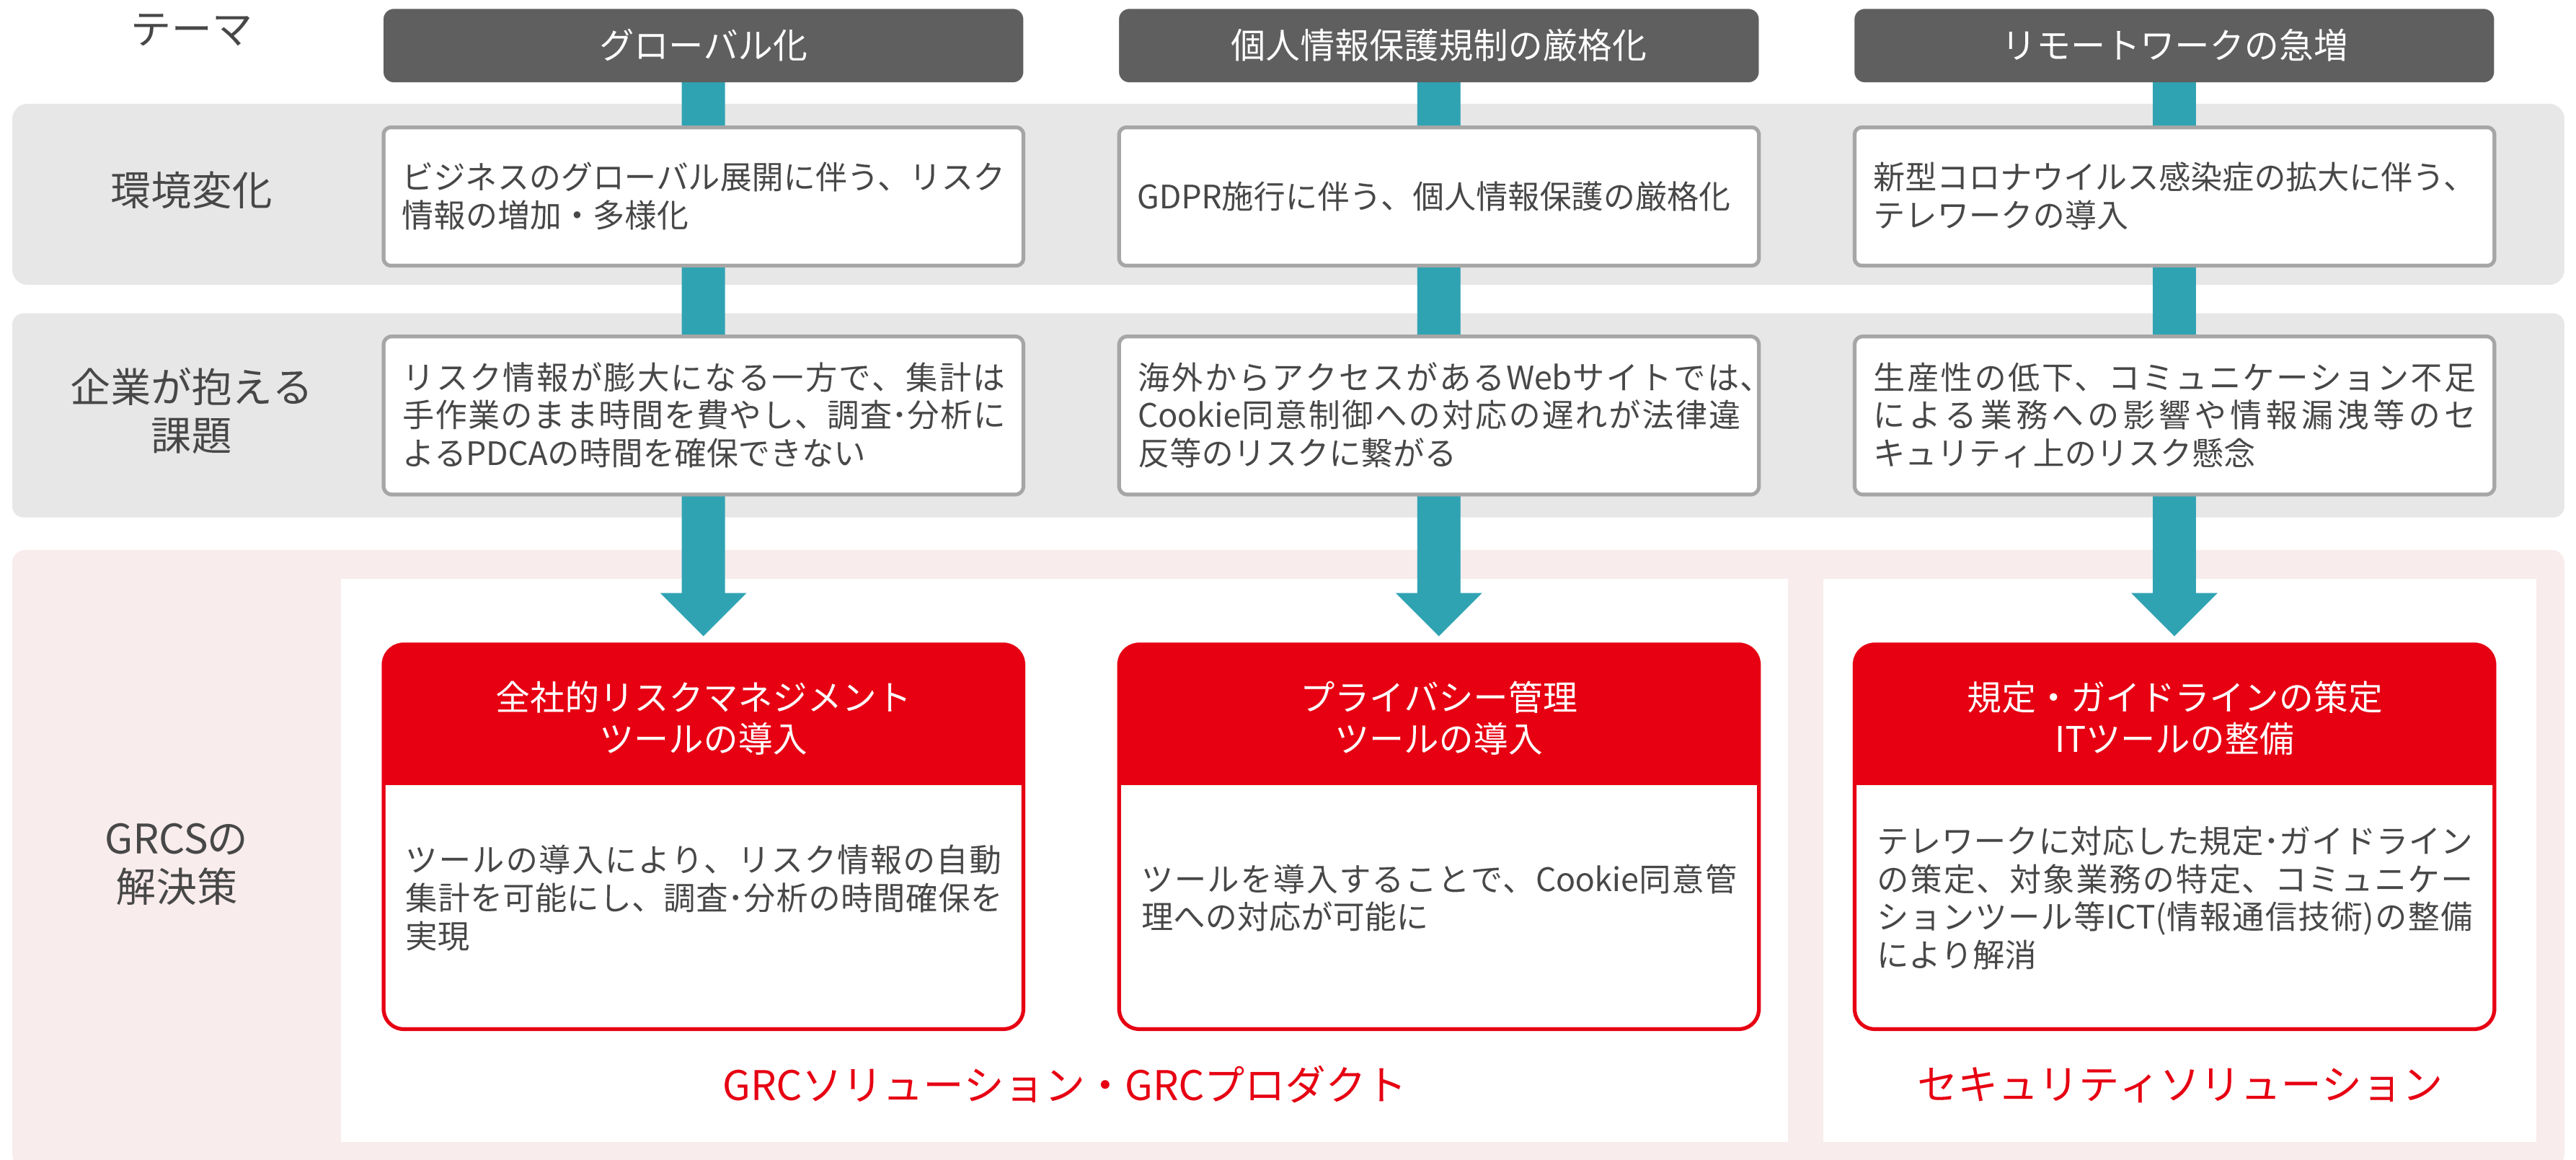 テーマ
グローバル化
個人情報保護規制の厳格化
リモートワークの急増
環境変化
ビジネスのグローバル展開に伴う、リスク
情報の増加・多様化
GDPR施行に伴う、個人情報保護の厳格化
新型コロナウイルス感染症の拡大に伴う、
テレワークの導入
企業が抱える
課題
リスク情報が膨大になる一方で、集計は
手作業のまま時間を費やし、調査･分析に
よるPDCAの時間を確保できない
海外からアクセスがあるWebサイトでは、
Cookie同意制御への対応の遅れが法律違
反等のリスクに繋がる
生産性の低下、コミュニケーション不足
による業務への影響や情報漏洩等のセ
キュリティ上のリスク懸念
GRCSの
解決策
全社的リスクマネジメント
ツールの導入
ツールの導入により、リスク情報の自動
集計を可能にし、調査･分析の時間確保を
実現
プライバシー管理
ツールの導入
ツールを導入することで、Cookie同意管
理への対応が可能に
規定・ガイドラインの策定
ITツールの整備
テレワークに対応した規定･ガイドライン
の策定、対象業務の特定、コミュニケー
ションツール等ICT(情報通信技術)の整備
により解消
GRCソリューション・GRCプロダクト
セキュリティソリューション